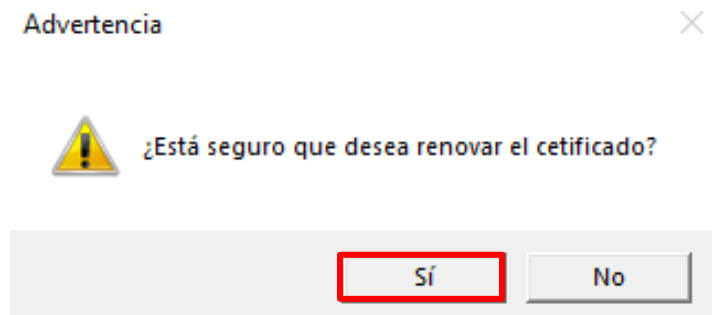 Advertencia
¿Está seguro que desea renovar el cetificado?
Sí
No